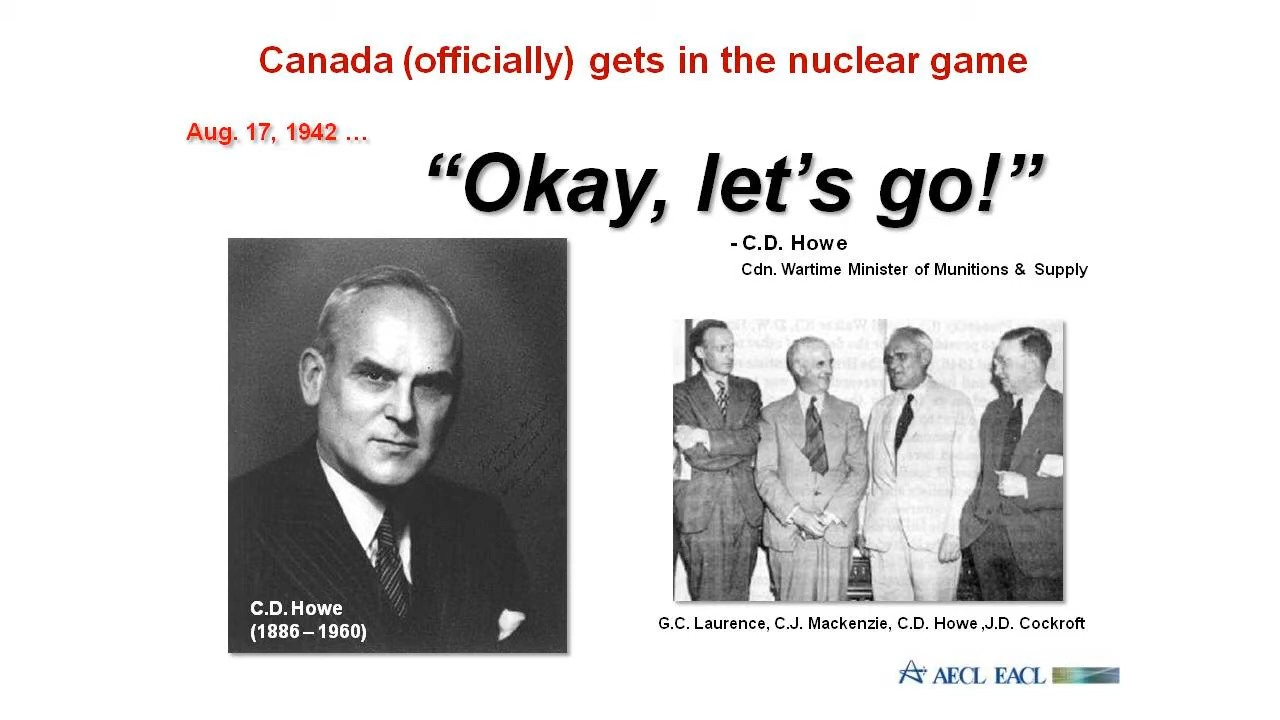 Canada (officially) gets in the nuclear game
Aug. 17, 1942 …
“Okay, let’s go!”
- C.D. Howe
Cdn. Wartime Minister of Munitions & Supply
C.D. Howe
(1886 – 1960)
G.C. Laurence, C.J. Mackenzie, C.D. Howe ,J.D. Cockroft
AECL EACL